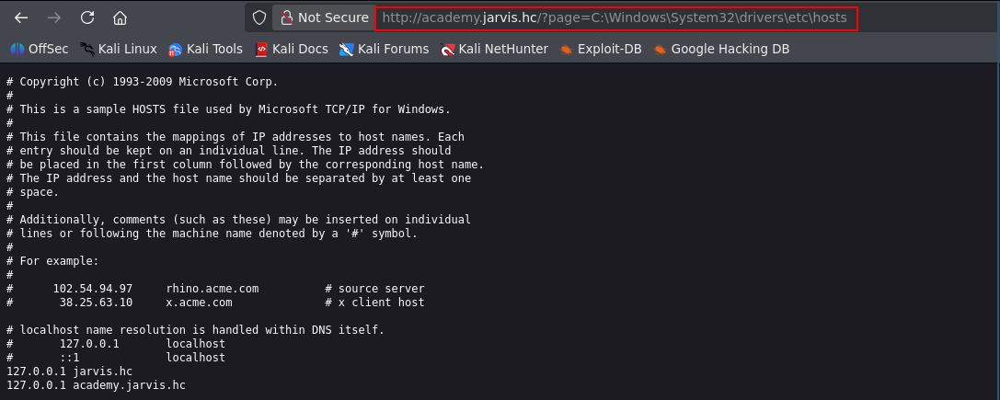 Not Secure http://academy.jarvis.hc/?page=C:\Windows\System32\drivers\etc\hosts
OffSec Kali Linux Kali Tools Kali Docs Kali Forums Kali NetHunter Exploit-DB Google Hacking DB
# Copyright (c) 1993-2009 Microsoft Corp.
#
# This is a sample HOSTS file used by Microsoft TCP/IP for Windows.
#
# This file contains the mappings of IP addresses to host names. Each
# entry should be kept on an individual line. The IP address should
# be placed in the first column followed by the corresponding host name.
# The IP address and the host name should be separated by at least one
# space.
#
# Additionally, comments (such as these) may be inserted on individual
# lines or following the machine name denoted by a '#' symbol.
#
# For example:
#
#      102.54.94.97     rhino.acme.com          # source server
#       38.25.63.10     x.acme.com              # x client host

# localhost name resolution is handled within DNS itself.
#       127.0.0.1       localhost
#       ::1             localhost
127.0.0.1 jarvis.hc
127.0.0.1 academy.jarvis.hc